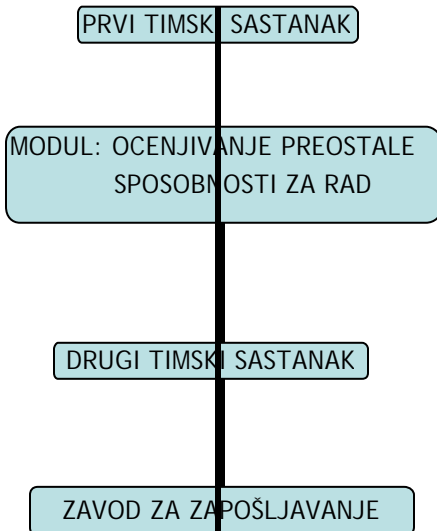 PRVI TIMSKI SASTANAK
MODUL: OCENJIVANJE PREOSTALE
SPOSOBNOSTI ZA RAD
DRUGI TIMSKI SASTANAK
ZAVOD ZA ZAPOŠLJAVANJE